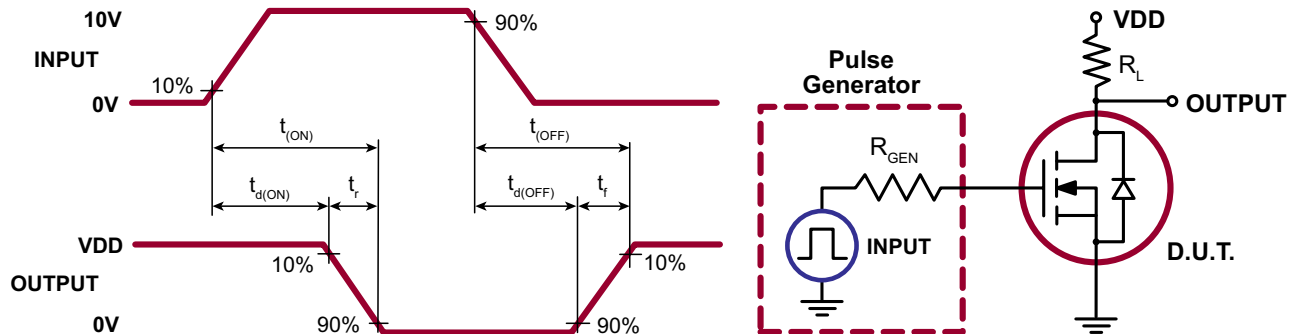 10V
INPUT
0V
10%
90%
t(ON)
t(OFF)
td(ON)
tr
td(OFF)
tf
VDD
OUTPUT
0V
10%
90%
90%
10%
Pulse
Generator
RGEN
INPUT
VDD
RL
OUTPUT
D.U.T.